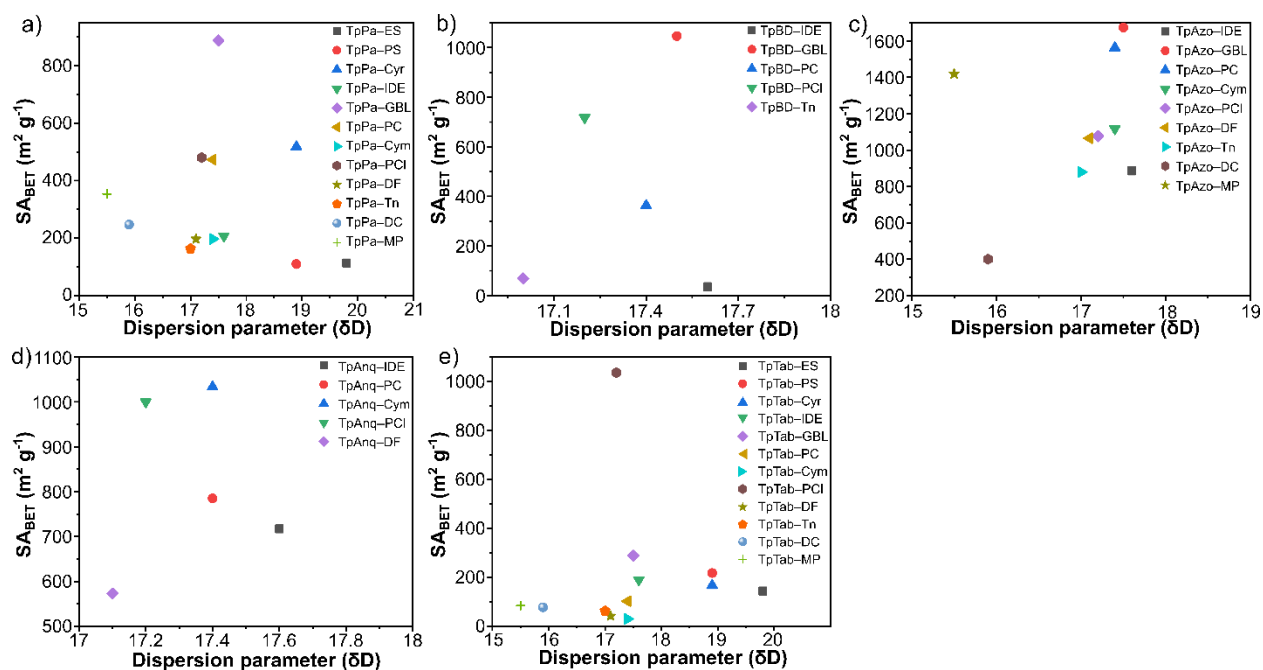 a)
SA_BET (m² g⁻¹)
800
600
400
200
0
15 16 17 18 19 20 21
Dispersion parameter (δD)
TpPa–ES
TpPa–PS
TpPa–Cyr
TpPa–IDE
TpPa–GBL
TpPa–PC
TpPa–Cym
TpPa–PCl
TpPa–DF
TpPa–Tn
TpPa–DC
TpPa–MP
b)
SA_BET (m² g⁻¹)
1000
800
600
400
200
0
17.1 17.4 17.7 18
Dispersion parameter (δD)
TpBD–IDE
TpBD–GBL
TpBD–PC
TpBD–PCl
TpBD–Tn
c)
SA_BET (m² g⁻¹)
1600
1400
1200
1000
800
600
400
200
15 16 17 18 19
Dispersion parameter (δD)
TpAzo–IDE
TpAzo–GBL
TpAzo–PC
TpAzo–Cym
TpAzo–PCl
TpAzo–DF
TpAzo–Tn
TpAzo–DC
TpAzo–MP
d)
SA_BET (m² g⁻¹)
1100
1000
900
800
700
600
500
17 17.2 17.4 17.6 17.8 18
Dispersion parameter (δD)
TpAnq–IDE
TpAnq–PC
TpAnq–Cym
TpAnq–PCl
TpAnq–DF
e)
SA_BET (m² g⁻¹)
1000
800
600
400
200
0
15 16 17 18 19 20
Dispersion parameter (δD)
TpTab–ES
TpTab–PS
TpTab–Cyr
TpTab–IDE
TpTab–GBL
TpTab–PC
TpTab–Cym
TpTab–PCl
TpTab–DF
TpTab–Tn
TpTab–DC
TpTab–MP